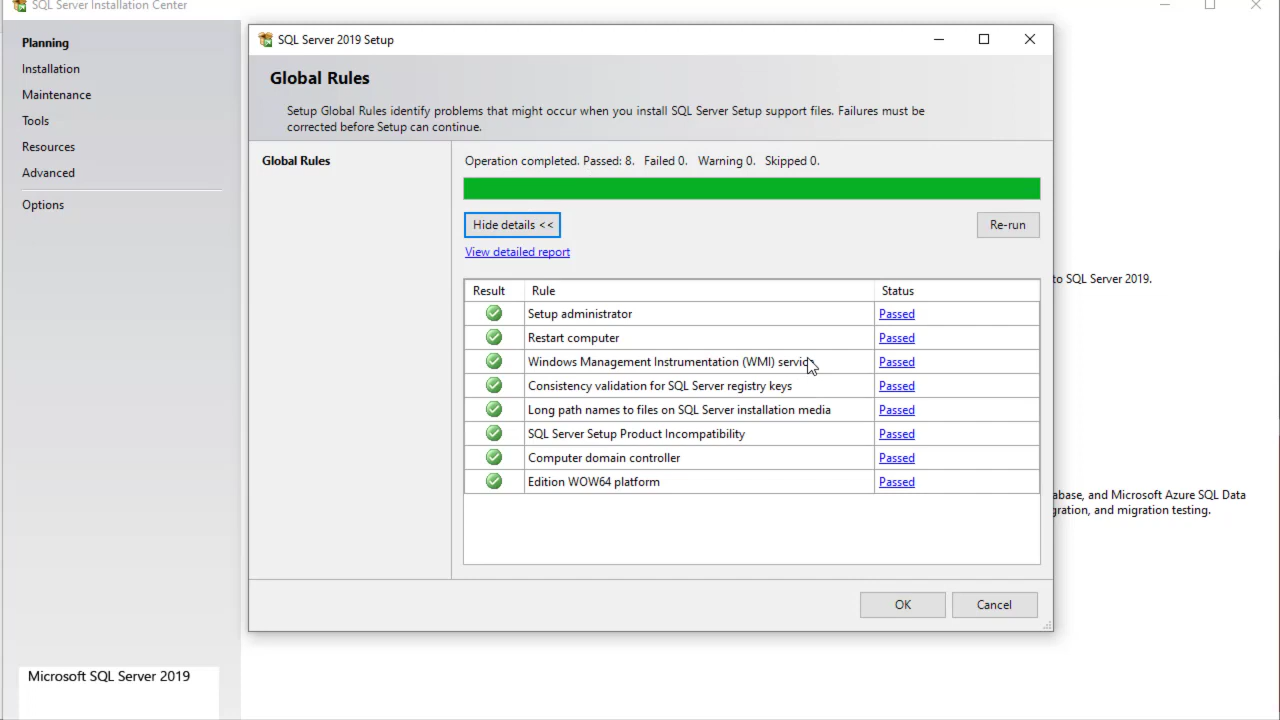 SQL Server Installation Center
Planning
Installation
Maintenance
Tools
Resources
Advanced
Options
Microsoft SQL Server 2019
SQL Server 2019 Setup
Global Rules
Setup Global Rules identify problems that might occur when you install SQL Server Setup support files. Failures must be
corrected before Setup can continue.
Global Rules
Operation completed. Passed: 8. Failed 0. Warning 0. Skipped 0.
Hide details <<
Re-run
View detailed report
Result Rule Status
Setup administrator Passed
Restart computer Passed
Windows Management Instrumentation (WMI) service Passed
Consistency validation for SQL Server registry keys Passed
Long path names to files on SQL Server installation media Passed
SQL Server Setup Product Incompatibility Passed
Computer domain controller Passed
Edition WOW64 platform Passed
OK Cancel
to SQL Server 2019.
abase, and Microsoft Azure SQL Data
gration, and migration testing.